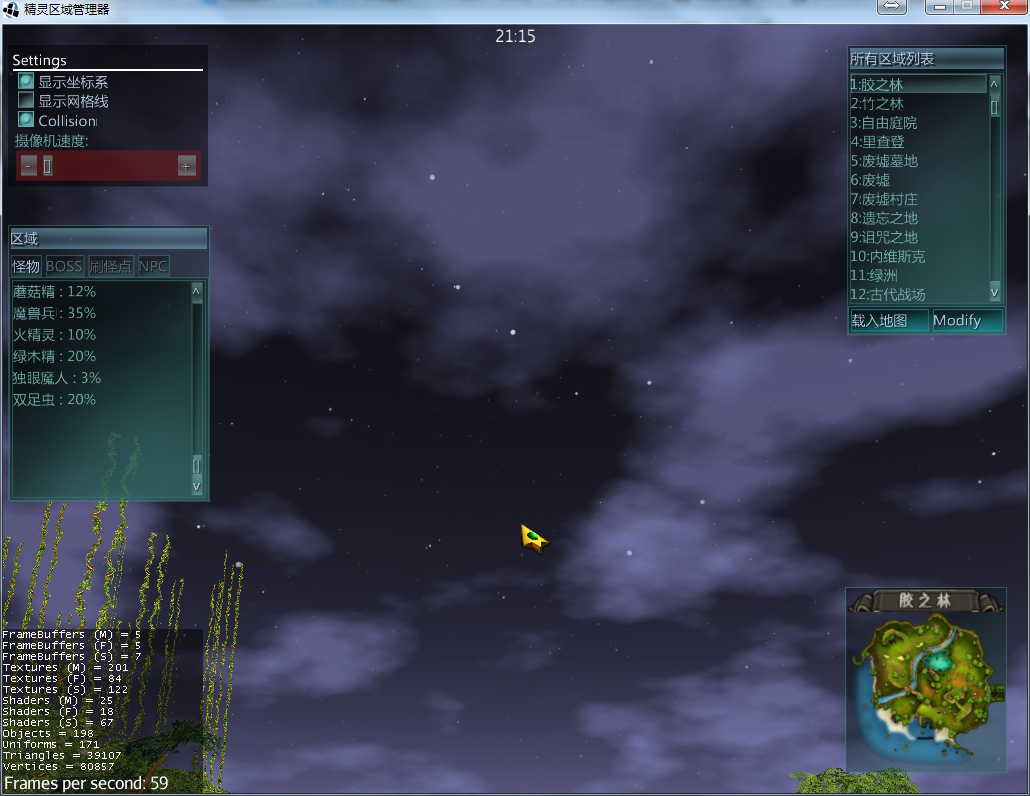 精灵区域管理器
21:15
Settings
显示坐标系
显示网格线
Collision
摄像机速度:
- +
区域
怪物 BOSS 刷怪点 NPC
蘑菇精 : 12%
魔兽兵 : 35%
火精灵 : 10%
绿木精 : 20%
独眼魔人 : 3%
双足虫 : 20%
所有区域列表
1:胶之林
2:竹之林
3:自由庭院
4:里查登
5:废墟墓地
6:废墟
7:废墟村庄
8:遗忘之地
9:诅咒之地
10:内维斯克
11:绿洲
12:古代战场
载入地图 Modify
胶之林
FrameBuffers (M) = 5
FrameBuffers (F) = 5
FrameBuffers (S) = 7
Textures (M) = 201
Textures (F) = 84
Textures (S) = 122
Shaders (M) = 25
Shaders (F) = 18
Shaders (S) = 67
Objects = 198
Uniforms = 171
Triangles = 39107
Vertices = 80857
Frames per second: 59